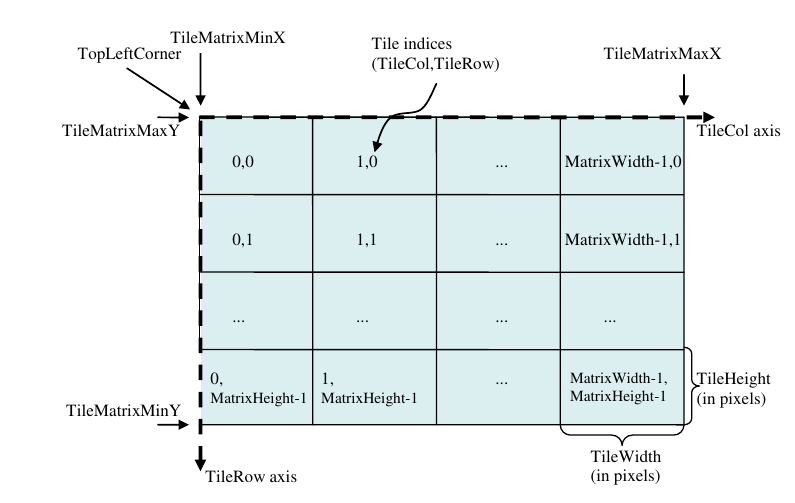 TileMatrixMinX
Tile indices
(TileCol,TileRow)
TopLeftCorner
TileMatrixMaxX
TileMatrixMaxY
TileCol axis
0,0
1,0
...
MatrixWidth-1,0
0,1
1,1
...
MatrixWidth-1,1
...
...
...
...
0,
MatrixHeight-1
1,
MatrixHeight-1
...
MatrixWidth-1,
MatrixHeight-1
TileHeight
(in pixels)
TileMatrixMinY
TileWidth
(in pixels)
TileRow axis